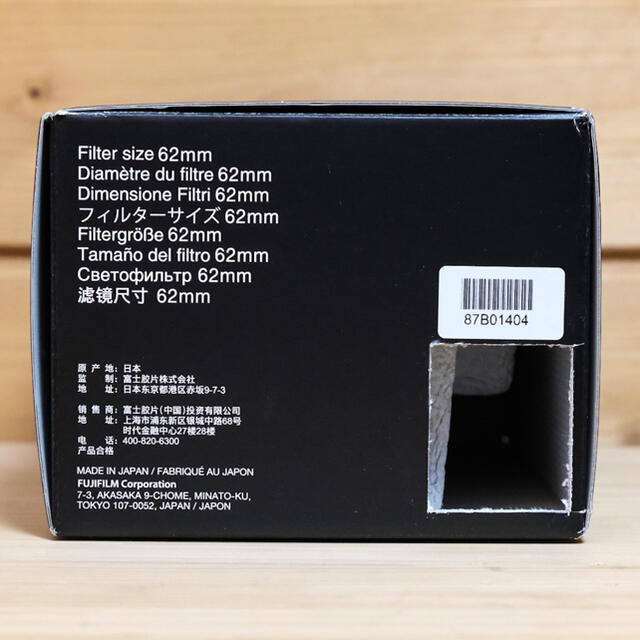 Filter size 62mm
Diamètre du filtre 62mm
Dimensione Filtri 62mm
フィルターサイズ 62mm
Filtergröße 62mm
Tamaño del filtro 62mm
Светофильтр 62mm
滤镜尺寸 62mm
87B01404
原 产 地: 日本
监 制: 富士胶片株式会社
地 址: 日本东京都港区赤坂9-7-3
销 售 商: 富士胶片(中国)投资有限公司
地 址: 上海市浦东新区银城中路68号
时代金融中心27楼28楼
电 话: 400-820-6300
产品合格
MADE IN JAPAN / FABRIQUÉ AU JAPON
FUJIFILM Corporation
7-3, AKASAKA 9-CHOME, MINATO-KU,
TOKYO 107-0052, JAPAN / JAPON